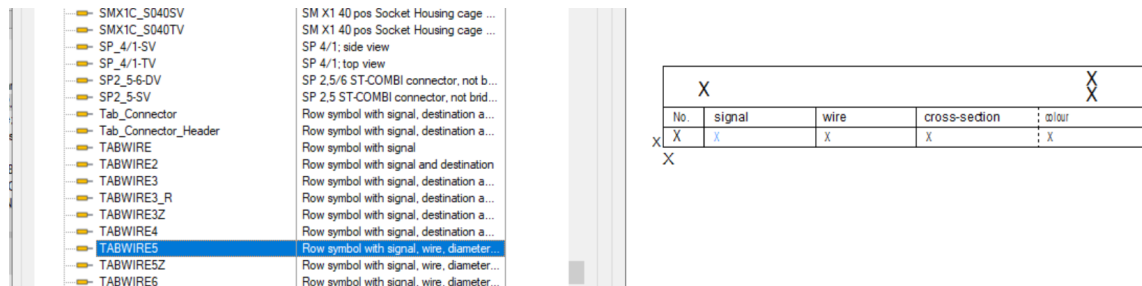 SMX1C_S040SV SM X1 40 pos Socket Housing cage ...
SMX1C_S040TV SM X1 40 pos Socket Housing cage ...
SP_4/1-SV SP 4/1; side view
SP_4/1-TV SP 4/1; top view
SP2_5-6-DV SP 2,5/6 ST-COMBI connector, not b...
SP2_5-SV SP 2,5 ST-COMBI connector, not brid...
Tab_Connector Row symbol with signal, destination a...
Tab_Connector_Header Row symbol with signal, destination a...
TABWIRE Row symbol with signal
TABWIRE2 Row symbol with signal and destination
TABWIRE3 Row symbol with signal, destination a...
TABWIRE3_R Row symbol with signal, destination a...
TABWIRE3Z Row symbol with signal, destination a...
TABWIRE4 Row symbol with signal, destination a...
TABWIRE5 Row symbol with signal, wire, diameter...
TABWIRE5Z Row symbol with signal, wire, diameter...
TABWIRE6 Row symbol with signal, wire, diameter...
X X
X
No. signal wire cross-section colour
X X X X X
X
X